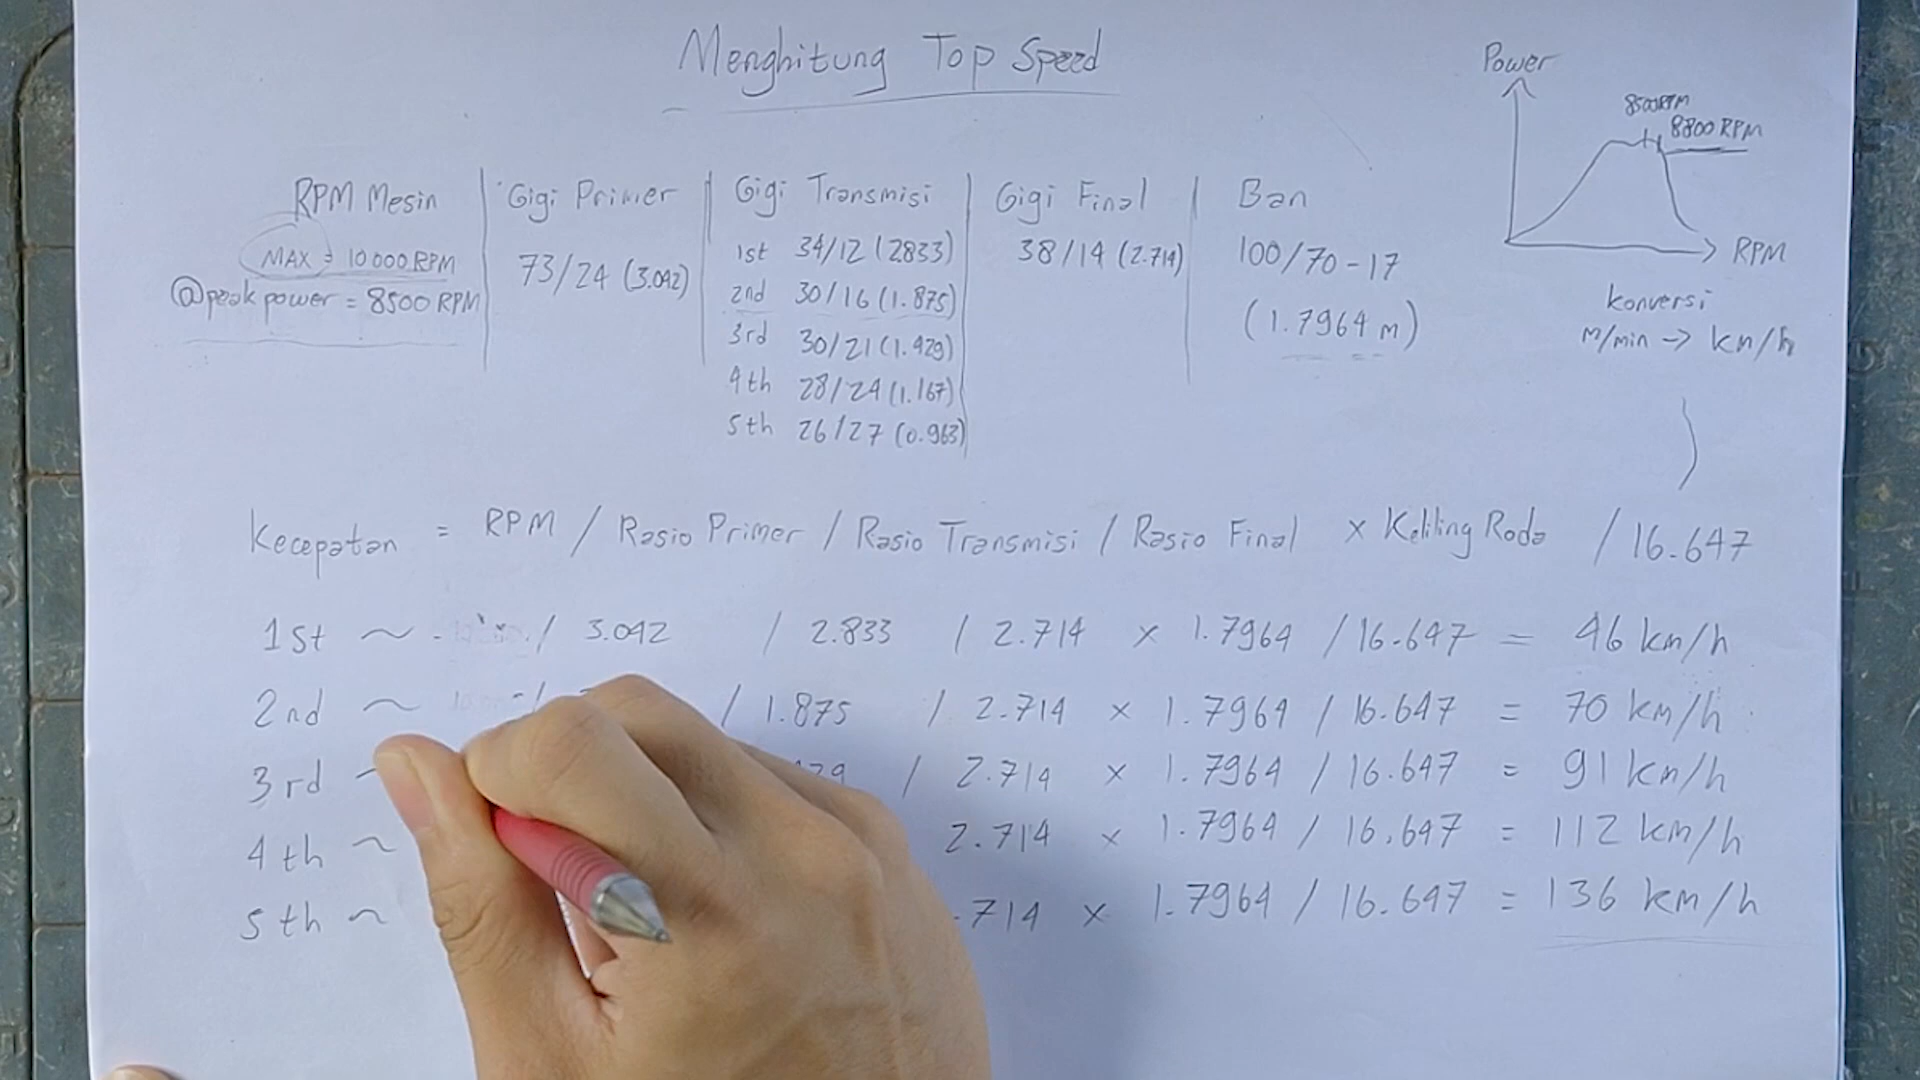 Menghitung Top Speed
Power
8500RPM
8800 RPM
RPM
konversi
m/min -> km/h
RPM Mesin
MAX = 10000 RPM
@peak power = 8500 RPM
Gigi Primer
73/24 (3.042)
Gigi Transmisi
1st 34/12 (2833)
2nd 30/16 (1.875)
3rd 30/21 (1.429)
4th 28/24 (1.167)
5th 26/27 (0.963)
Gigi Final
38/14 (2.714)
Ban
100/70-17
(1.7964 m)
Kecepatan = RPM / Rasio Primer / Rasio Transmisi / Rasio Final × Keliling Roda / 16.647
1st ~ / 3.042 / 2.833 / 2.714 × 1.7964 / 16.647 = 46 km/h
2nd ~ / / 1.875 / 2.714 × 1.7964 / 16.647 = 70 km/h
3rd ~ / 2.714 × 1.7964 / 16.647 = 91 km/h
4th ~ 2.714 × 1.7964 / 16.647 = 112 km/h
5th ~ .714 × 1.7964 / 16.647 = 136 km/h